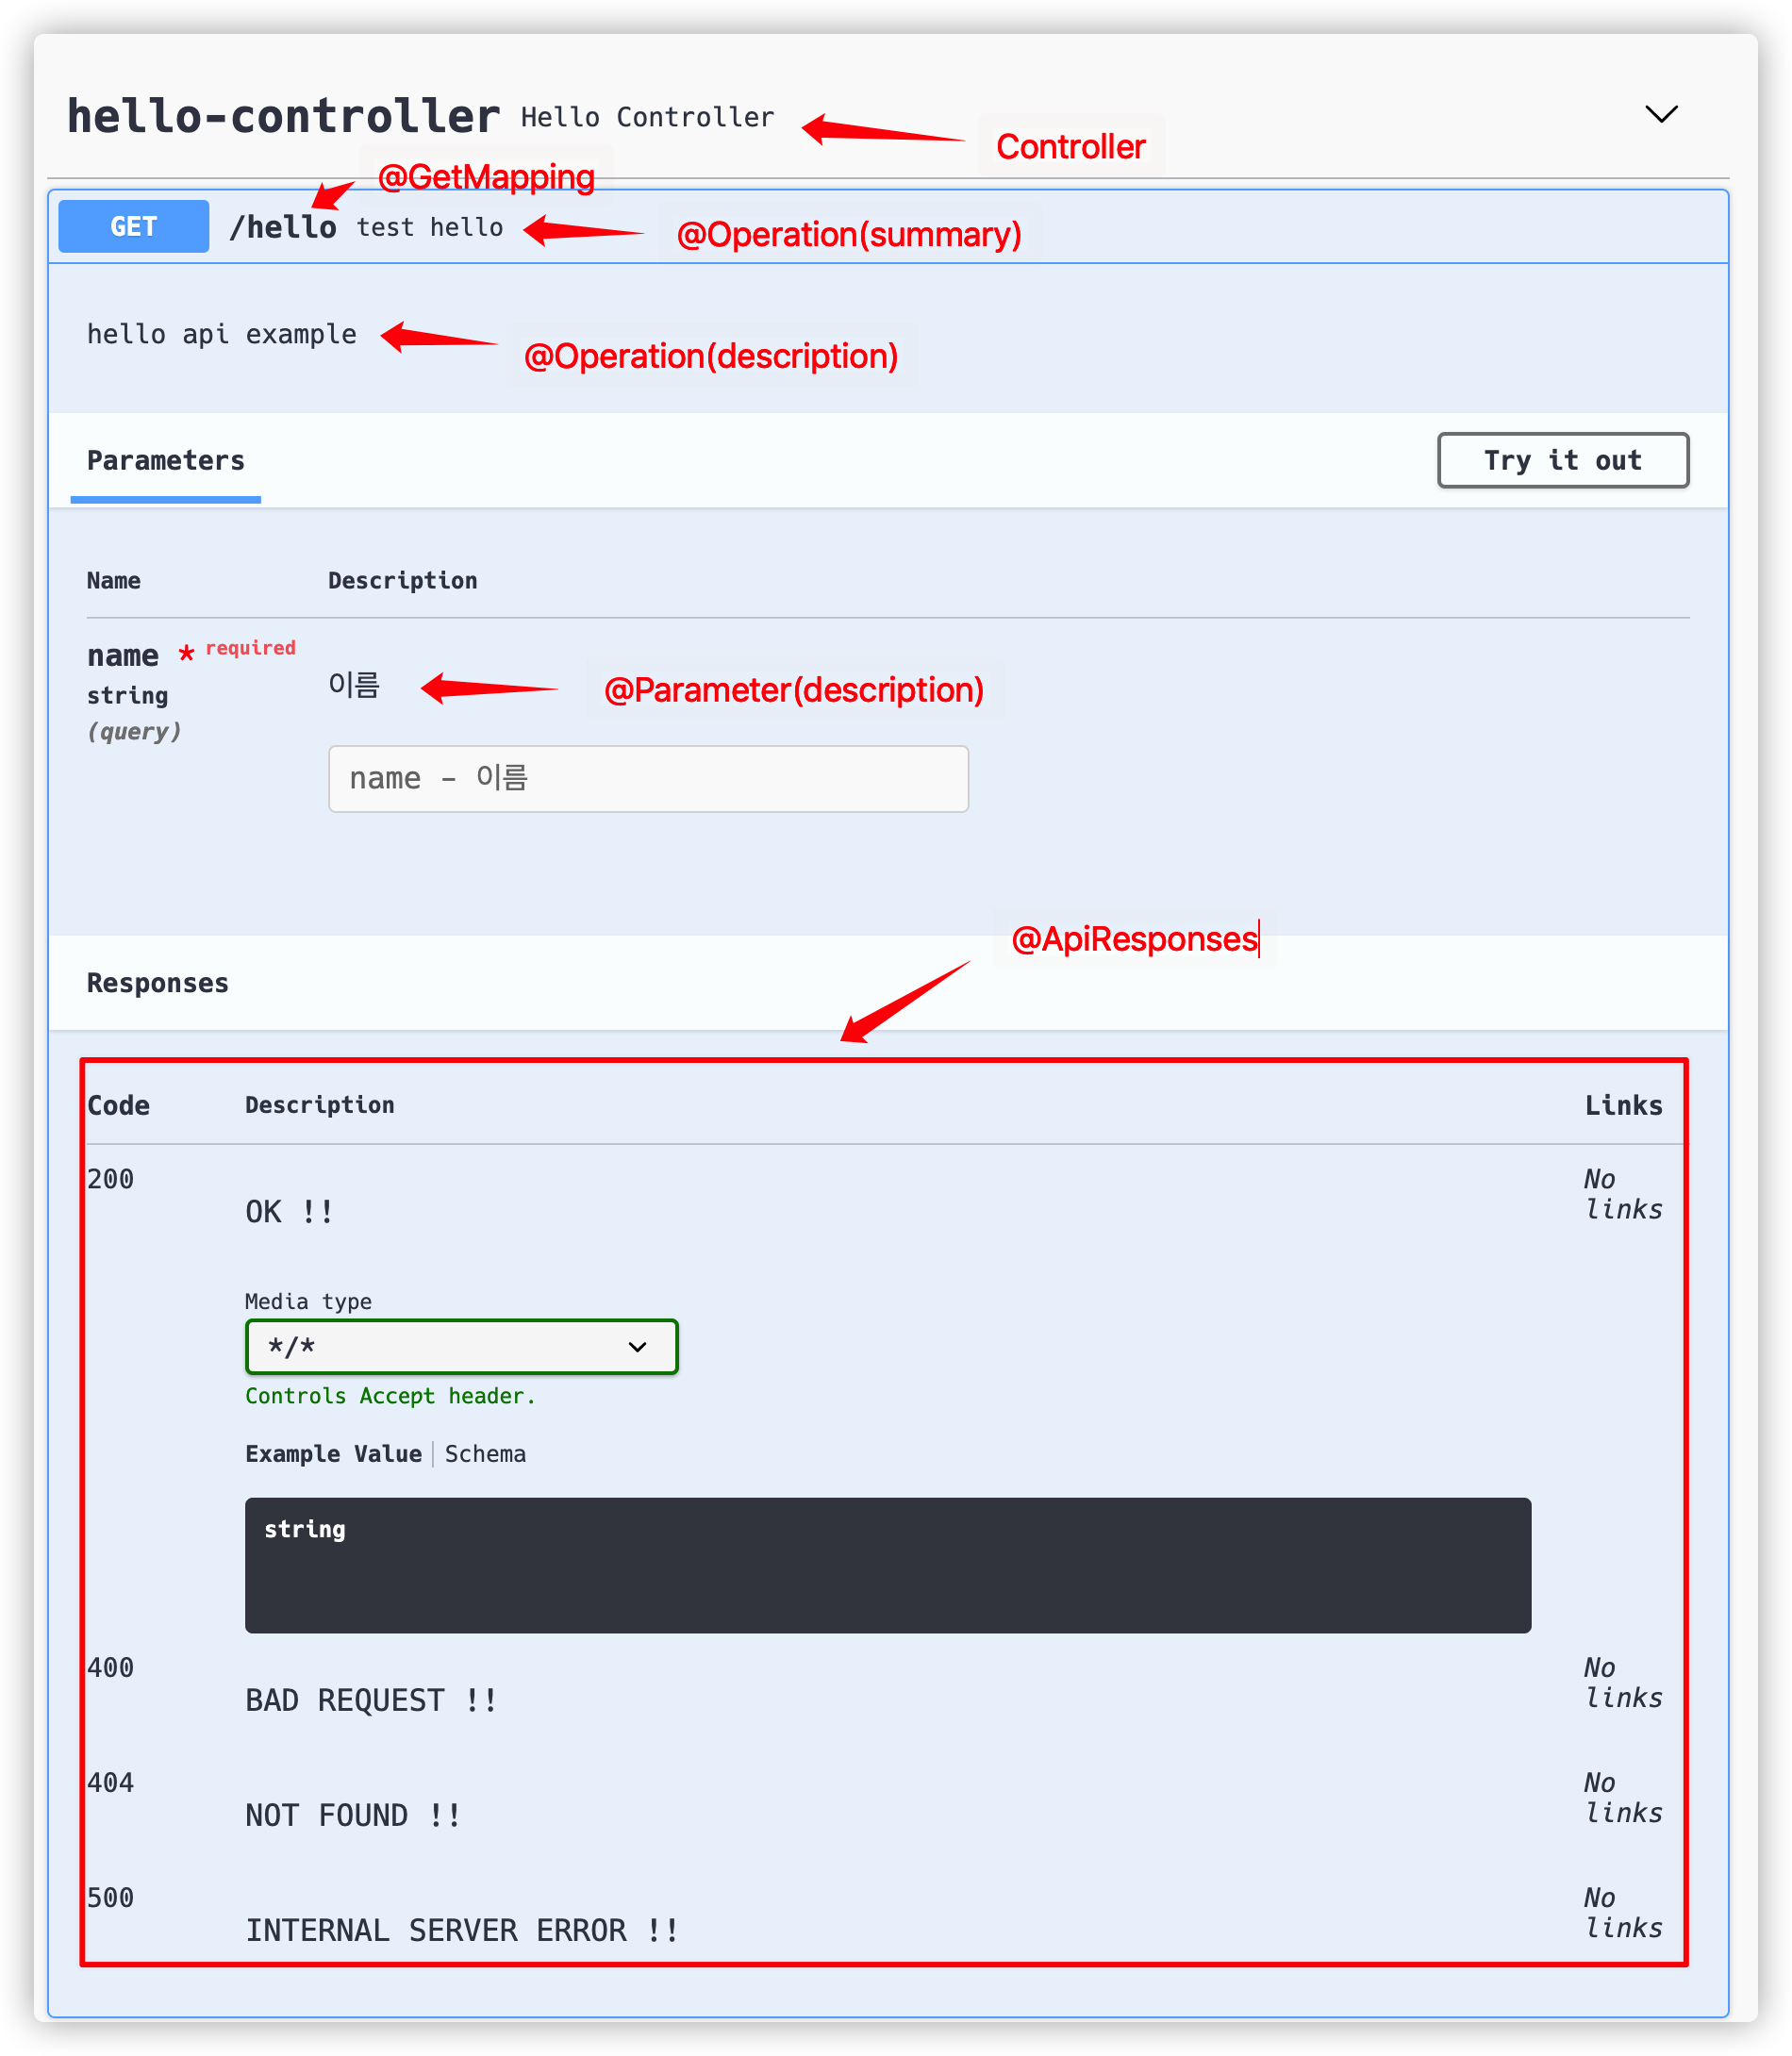 hello-controller Hello Controller
Controller
@GetMapping
GET /hello test hello
@Operation(summary)
hello api example
@Operation(description)
Parameters
Try it out
Name Description
name * required
string
(query)
이름
@Parameter(description)
name - 이름
@ApiResponses
Responses
Code Description Links
200
OK !!
No
links
Media type
*/*
Controls Accept header.
Example Value Schema
string
400
BAD REQUEST !!
No
links
404
NOT FOUND !!
No
links
500
INTERNAL SERVER ERROR !!
No
links